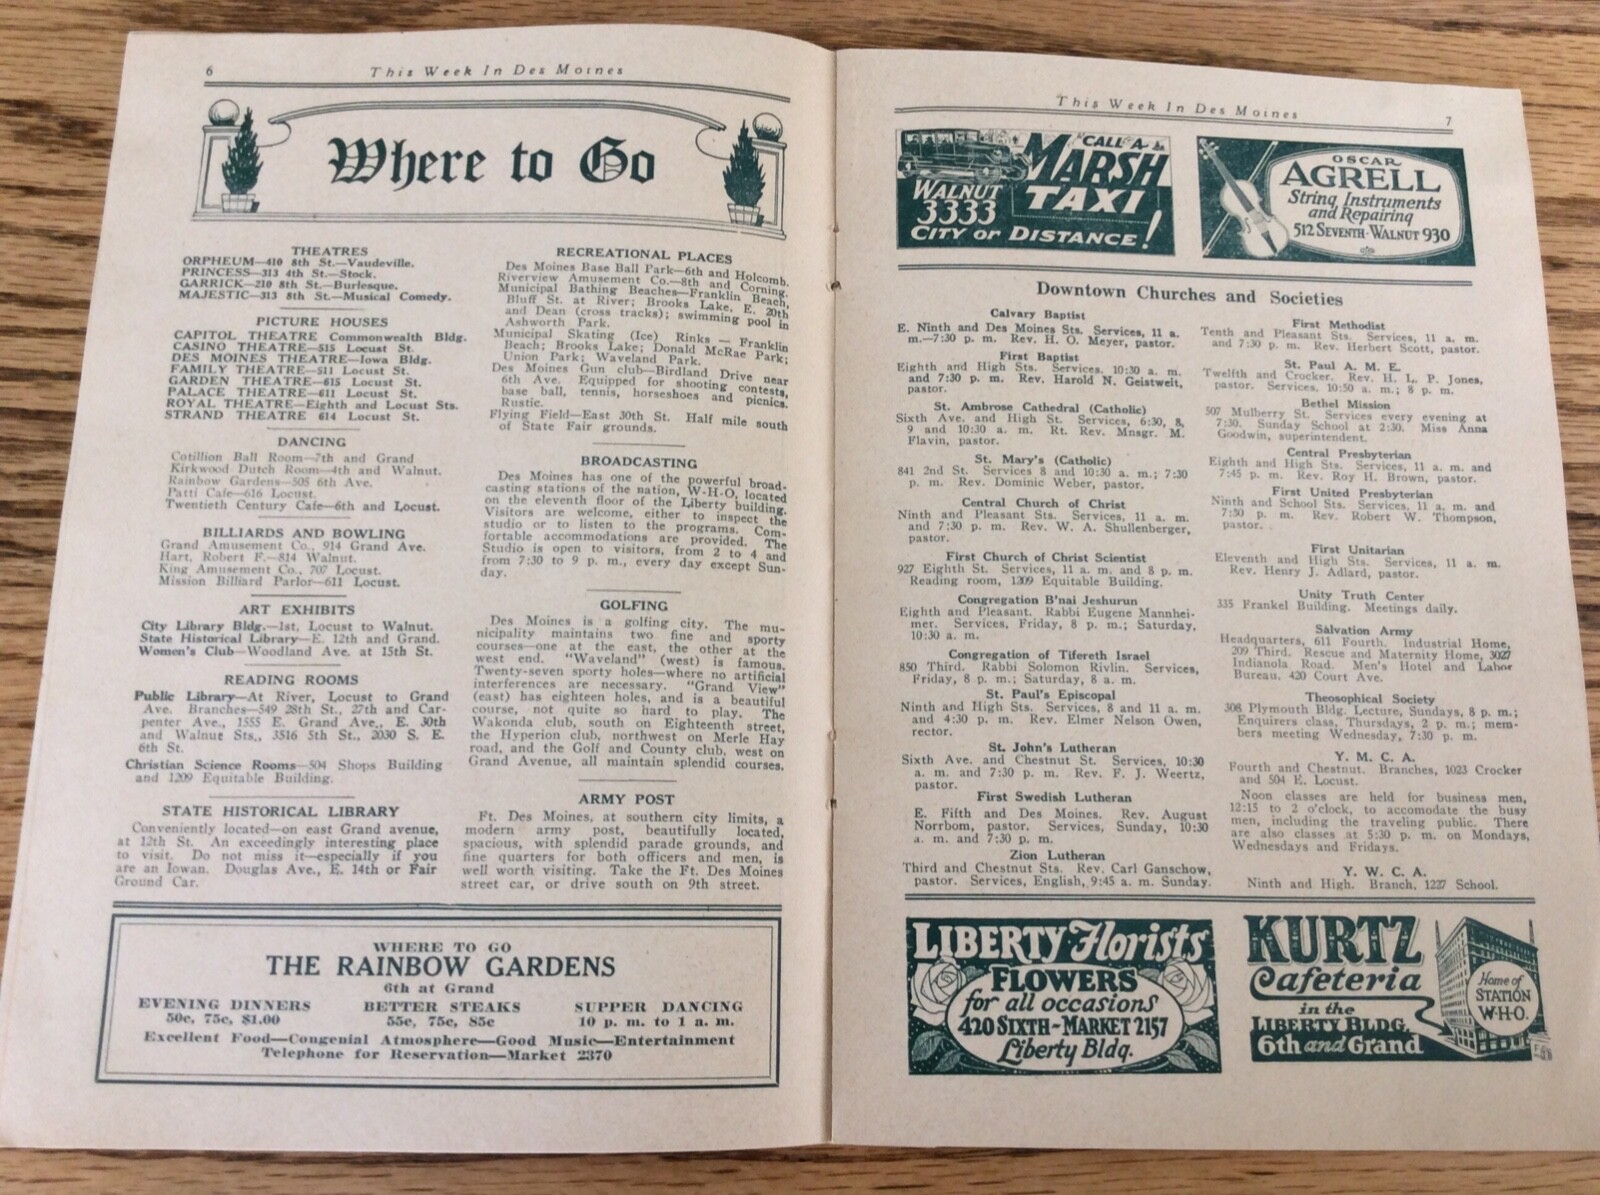 6
This Week In Des Moines
Where to Go
THEATRES
ORPHEUM—410 8th St.—Vaudeville.
PRINCESS—313 4th St.—Stock.
GARRICK—210 8th St.—Burlesque.
MAJESTIC—313 8th St.—Musical Comedy.
PICTURE HOUSES
CAPITOL THEATRE Commonwealth Bldg.
CASINO THEATRE—515 Locust St.
DES MOINES THEATRE—Iowa Bldg.
FAMILY THEATRE—511 Locust St.
GARDEN THEATRE—615 Locust St.
PALACE THEATRE—611 Locust St.
ROYAL THEATRE—Eighth and Locust Sts.
STRAND THEATRE 614 Locust St.
DANCING
Cotillion Ball Room—7th and Grand
Kirkwood Dutch Room—4th and Walnut.
Rainbow Gardens—505 6th Ave.
Patti Cafe—616 Locust.
Twentieth Century Cafe—6th and Locust.
BILLIARDS AND BOWLING
Grand Amusement Co., 914 Grand Ave.
Hart, Robert F.—814 Walnut.
King Amusement Co., 707 Locust.
Mission Billiard Parlor—611 Locust.
ART EXHIBITS
City Library Bldg.—1st, Locust to Walnut.
State Historical Library—E. 12th and Grand.
Women's Club—Woodland Ave. at 15th St.
READING ROOMS
Public Library—At River, Locust to Grand
Ave. Branches—549 28th St., 27th and Car-
penter Ave., 1555 E. Grand Ave., E. 30th
and Walnut Sts., 3516 5th St., 2030 S. E.
6th St.
Christian Science Rooms—504 Shops Building
and 1209 Equitable Building.
STATE HISTORICAL LIBRARY
Conveniently located—on east Grand avenue,
at 12th St. An exceedingly interesting place
to visit. Do not miss it—especially if you
are an Iowan. Douglas Ave., E. 14th or Fair
Ground Car.
RECREATIONAL PLACES
Des Moines Base Ball Park—6th and Holcomb.
Riverview Amusement Co.—8th and Corning.
Municipal Bathing Beaches—Franklin Beach,
Bluff St. at River; Brooks Lake, E. 20th
and Dean (cross tracks); swimming pool in
Ashworth Park.
Municipal Skating (Ice) Rinks — Franklin
Beach; Brooks Lake; Donald McRae Park;
Union Park; Waveland Park.
Des Moines Gun club—Birdland Drive near
6th Ave. Equipped for shooting contests,
base ball, tennis, horseshoes and picnics.
Rustic.
Flying Field—East 30th St. Half mile south
of State Fair grounds.
BROADCASTING
Des Moines has one of the powerful broad-
casting stations of the nation, W-H-O, located
on the eleventh floor of the Liberty building.
Visitors are welcome, either to inspect the
studio or to listen to the programs. Com-
fortable accommodations are provided. The
Studio is open to visitors, from 2 to 4 and
from 7:30 to 9 p. m., every day except Sun-
day.
GOLFING
Des Moines is a golfing city. The mu-
nicipality maintains two fine and sporty
courses—one at the east, the other at the
west end. "Waveland" (west) is famous.
Twenty-seven sporty holes—where no artificial
interferences are necessary. "Grand View"
(east) has eighteen holes, and is a beautiful
course, not quite so hard to play. The
Wakonda club, south on Eighteenth street,
the Hyperion club, northwest on Merle Hay
road, and the Golf and County club, west on
Grand Avenue, all maintain splendid courses.
ARMY POST
Ft. Des Moines, at southern city limits, a
modern army post, beautifully located,
spacious, with splendid parade grounds, and
fine quarters for both officers and men, is
well worth visiting. Take the Ft. Des Moines
street car, or drive south on 9th street.
WHERE TO GO
THE RAINBOW GARDENS
6th at Grand
EVENING DINNERS BETTER STEAKS SUPPER DANCING
50c, 75c, $1.00 55c, 75c, 85c 10 p. m. to 1 a. m.
Excellent Food—Congenial Atmosphere—Good Music—Entertainment
Telephone for Reservation—Market 2370
This Week In Des Moines
7
CALL A
MARSH
TAXI
WALNUT
3333
CITY OR DISTANCE!
OSCAR
AGRELL
String Instruments
and Repairing
512 SEVENTH-WALNUT 930
Downtown Churches and Societies
Calvary Baptist
E. Ninth and Des Moines Sts. Services, 11 a.
m.—7:30 p. m. Rev. H. O. Meyer, pastor.
First Baptist
Eighth and High Sts. Services, 10:30 a. m.
and 7:30 p. m. Rev. Harold N. Geistweit,
pastor.
St. Ambrose Cathedral (Catholic)
Sixth Ave. and High St. Services, 6:30, 8,
9 and 10:30 a. m. Rt. Rev. Mnsgr. M.
Flavin, pastor.
St. Mary's (Catholic)
841 2nd St. Services 8 and 10:30 a. m.; 7:30
p. m. Rev. Dominic Weber, pastor.
Central Church of Christ
Ninth and Pleasant Sts. Services, 11 a. m.
and 7:30 p. m. Rev. W. A. Shullenberger,
pastor.
First Church of Christ Scientist
927 Eighth St. Services, 11 a. m. and 8 p. m.
Reading room, 1209 Equitable Building.
Congregation B'nai Jeshurun
Eighth and Pleasant. Rabbi Eugene Mannhei-
mer. Services, Friday, 8 p. m.; Saturday,
10:30 a. m.
Congregation of Tifereth Israel
850 Third. Rabbi Solomon Rivlin. Services,
Friday, 8 p. m.; Saturday, 8 a. m.
St. Paul's Episcopal
Ninth and High Sts. Services, 8 and 11 a. m.
and 4:30 p. m. Rev. Elmer Nelson Owen,
rector.
St. John's Lutheran
Sixth Ave. and Chestnut St. Services, 10:30
a. m. and 7:30 p. m. Rev. F. J. Weertz,
pastor.
First Swedish Lutheran
E. Fifth and Des Moines. Rev. August
Norrbom, pastor. Services, Sunday, 10:30
a. m. and 7:30 p. m.
Zion Lutheran
Third and Chestnut Sts. Rev. Carl Ganschow,
pastor. Services, English, 9:45 a. m. Sunday.
First Methodist
Tenth and Pleasant Sts. Services, 11 a. m.
and 7:30 p. m. Rev. Herbert Scott, pastor.
St. Paul A. M. E.
Twelfth and Crocker. Rev. H. L. P. Jones,
pastor. Services, 10:50 a. m.; 8 p. m.
Bethel Mission
507 Mulberry St. Services every evening at
7:30. Sunday School at 2:30. Miss Anna
Goodwin, superintendent.
Central Presbyterian
Eighth and High Sts. Services, 11 a. m. and
7:45 p. m. Rev. Roy H. Brown, pastor.
First United Presbyterian
Ninth and School Sts. Services, 11 a. m. and
7:30 p. m. Rev. Robert W. Thompson,
pastor.
First Unitarian
Eleventh and High Sts. Services, 11 a. m.
Rev. Henry J. Adlard, pastor.
Unity Truth Center
335 Frankel Building. Meetings daily.
Salvation Army
Headquarters, 611 Fourth. Industrial Home,
209 Third. Rescue and Maternity Home, 3027
Indianola Road. Men's Hotel and Labor
Bureau. 420 Court Ave.
Theosophical Society
308 Plymouth Bldg. Lecture, Sundays, 8 p. m.;
Enquirers class, Thursdays, 2 p. m.; mem-
bers meeting Wednesday, 7:30 p. m.
Y. M. C. A.
Fourth and Chestnut. Branches, 1023 Crocker
and 504 E. Locust.
Noon classes are held for business men,
12:15 to 2 o'clock, to accomodate the busy
men, including the traveling public. There
are also classes at 5:30 p. m. on Mondays,
Wednesdays and Fridays.
Y. W. C. A.
Ninth and High. Branch, 1227 School.
LIBERTY Florists
FLOWERS
for all occasions
420 SIXTH-MARKET 2157
Liberty Bldg.
KURTZ
Cafeteria
in the
LIBERTY BLDG.
6th and Grand
Home of
STATION
W-H-O.